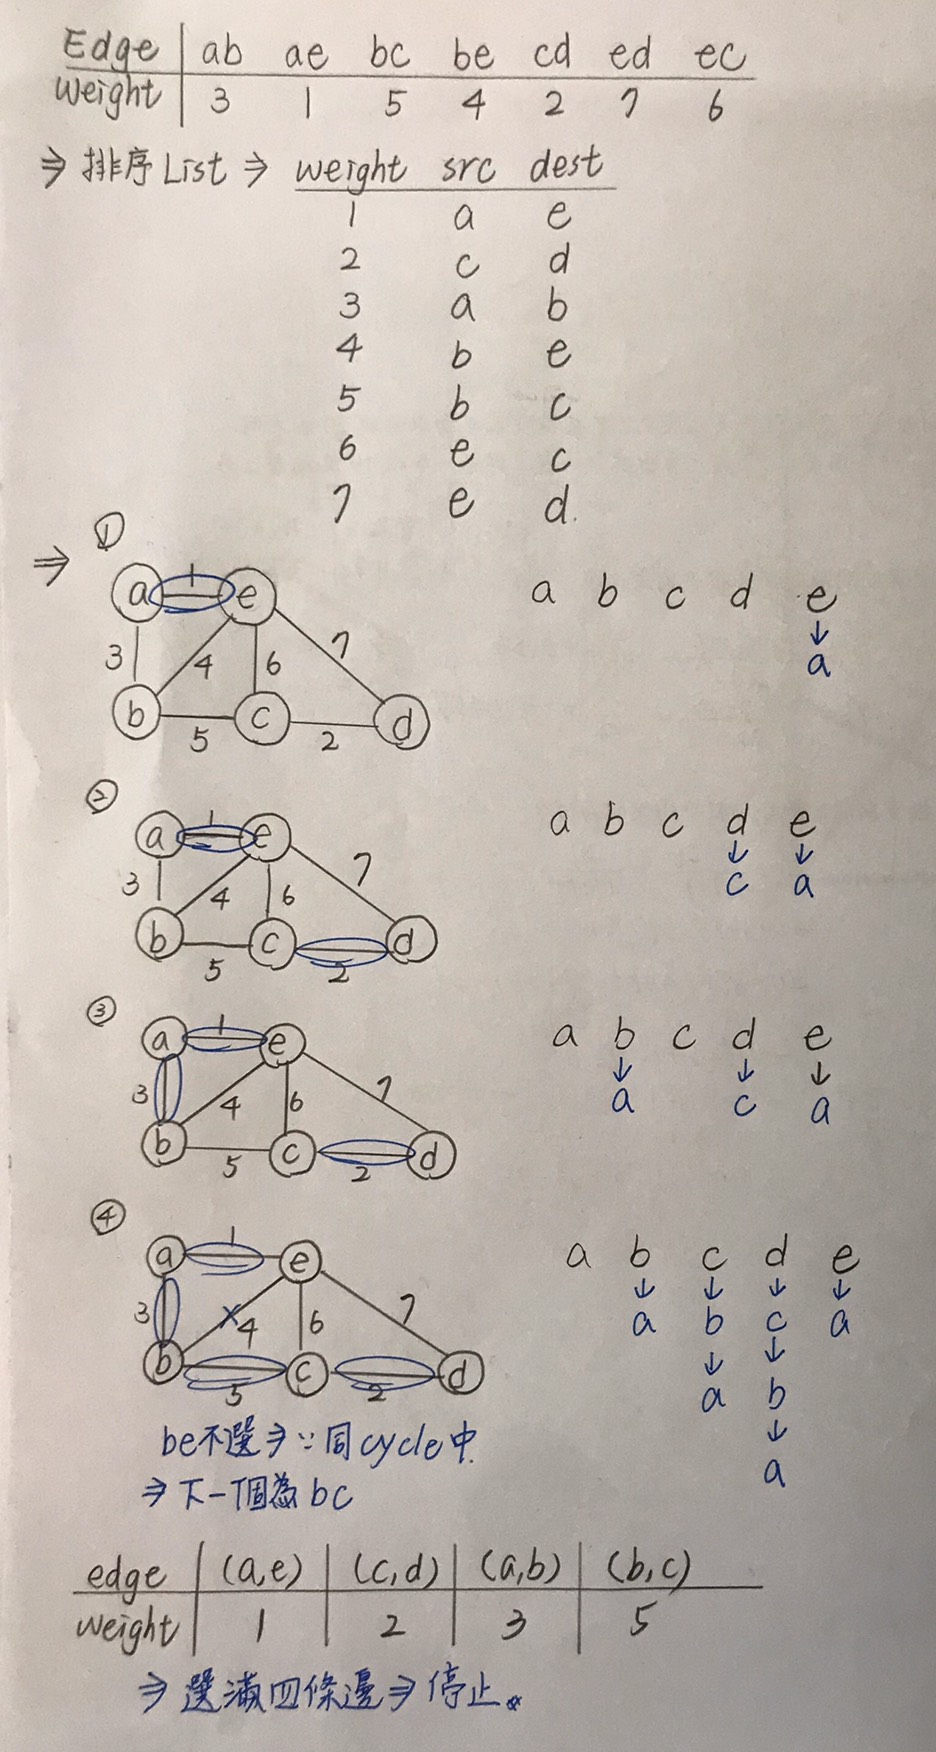 Edge ab ae bc be cd ed ec
weight 3 1 5 4 2 7 6
⇒ 排序 List ⇒ weight src dest
1 a e
2 c d
3 a b
4 b e
5 b c
6 e c
7 e d.
⇒ ①
a 1 e
3 4 6 7
b 5 c 2 d
a b c d e
↓
a
②
a 1 e
3 4 6 7
b 5 c 2 d
a b c d e
↓ ↓
c a
③
a 1 e
3 4 6 7
b 5 c 2 d
a b c d e
↓ ↓ ↓
a c a
④
a 1 e
3 x 4 6 7
b 5 c 2 d
a b c d e
↓ ↓ ↓ ↓
a b c a
↓ ↓
a b
↓
a
be不選⇒∵同cycle中
⇒下一個為bc
edge (a,e) (c,d) (a,b) (b,c)
weight 1 2 3 5
⇒選滿四條邊⇒停止。